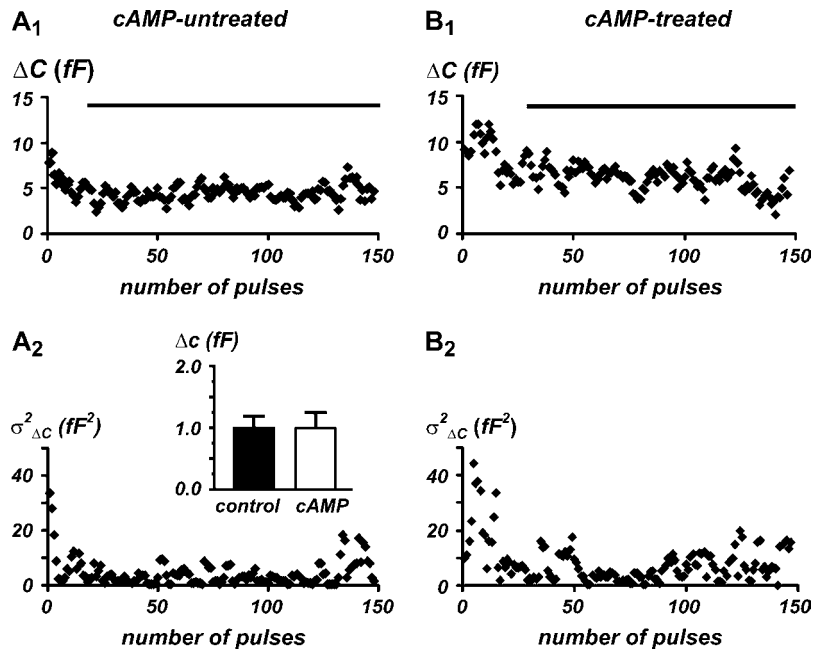 A1 cAMP-untreated
B1 cAMP-treated
ΔC (fF)
15
10
5
0
0 50 100 150
number of pulses
ΔC (fF)
15
10
5
0
0 50 100 150
number of pulses
A2
Δc (fF)
2.0
1.0
0.0
control cAMP
σ²ΔC (fF²)
40
20
0
0 50 100 150
number of pulses
B2
σ²ΔC (fF²)
40
20
0
0 50 100 150
number of pulses